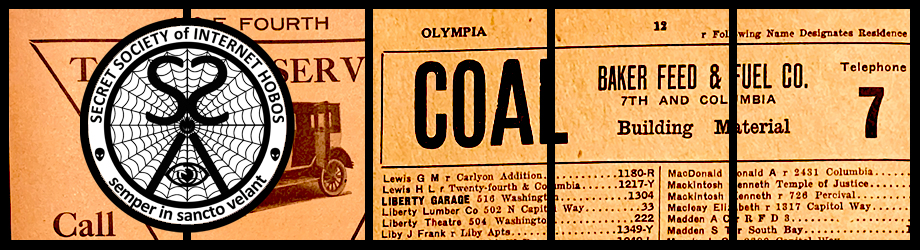 FOURTH
SERV
Call
SECRET SOCIETY of INTERNET HOBOS
semper in sancto velant
OLYMPIA
12
r Following Name Designates Residence
COAL
BAKER FEED & FUEL CO.
7TH AND COLUMBIA
Building Material
Telephone
7
Lewis G M r Carlyon Addition..........1180-R
Lewis H L r Twenty-fourth & Columbia..........1217-Y
LIBERTY GARAGE 516 Washington..........1304
Liberty Lumber Co 502 N Capitol Way..........33
Liberty Theatre 504 Washington..........222
Liby J Frank r Liby Apts..........1349-Y
MacDonald Donald A r 2431 Columbia
Mackintosh Kenneth Temple of Justice
Mackintosh Kenneth r 726 Percival
Macleay Elizabeth r 1317 Capitol Way
Madden A C r R F D 3
Madden S T r South Bay